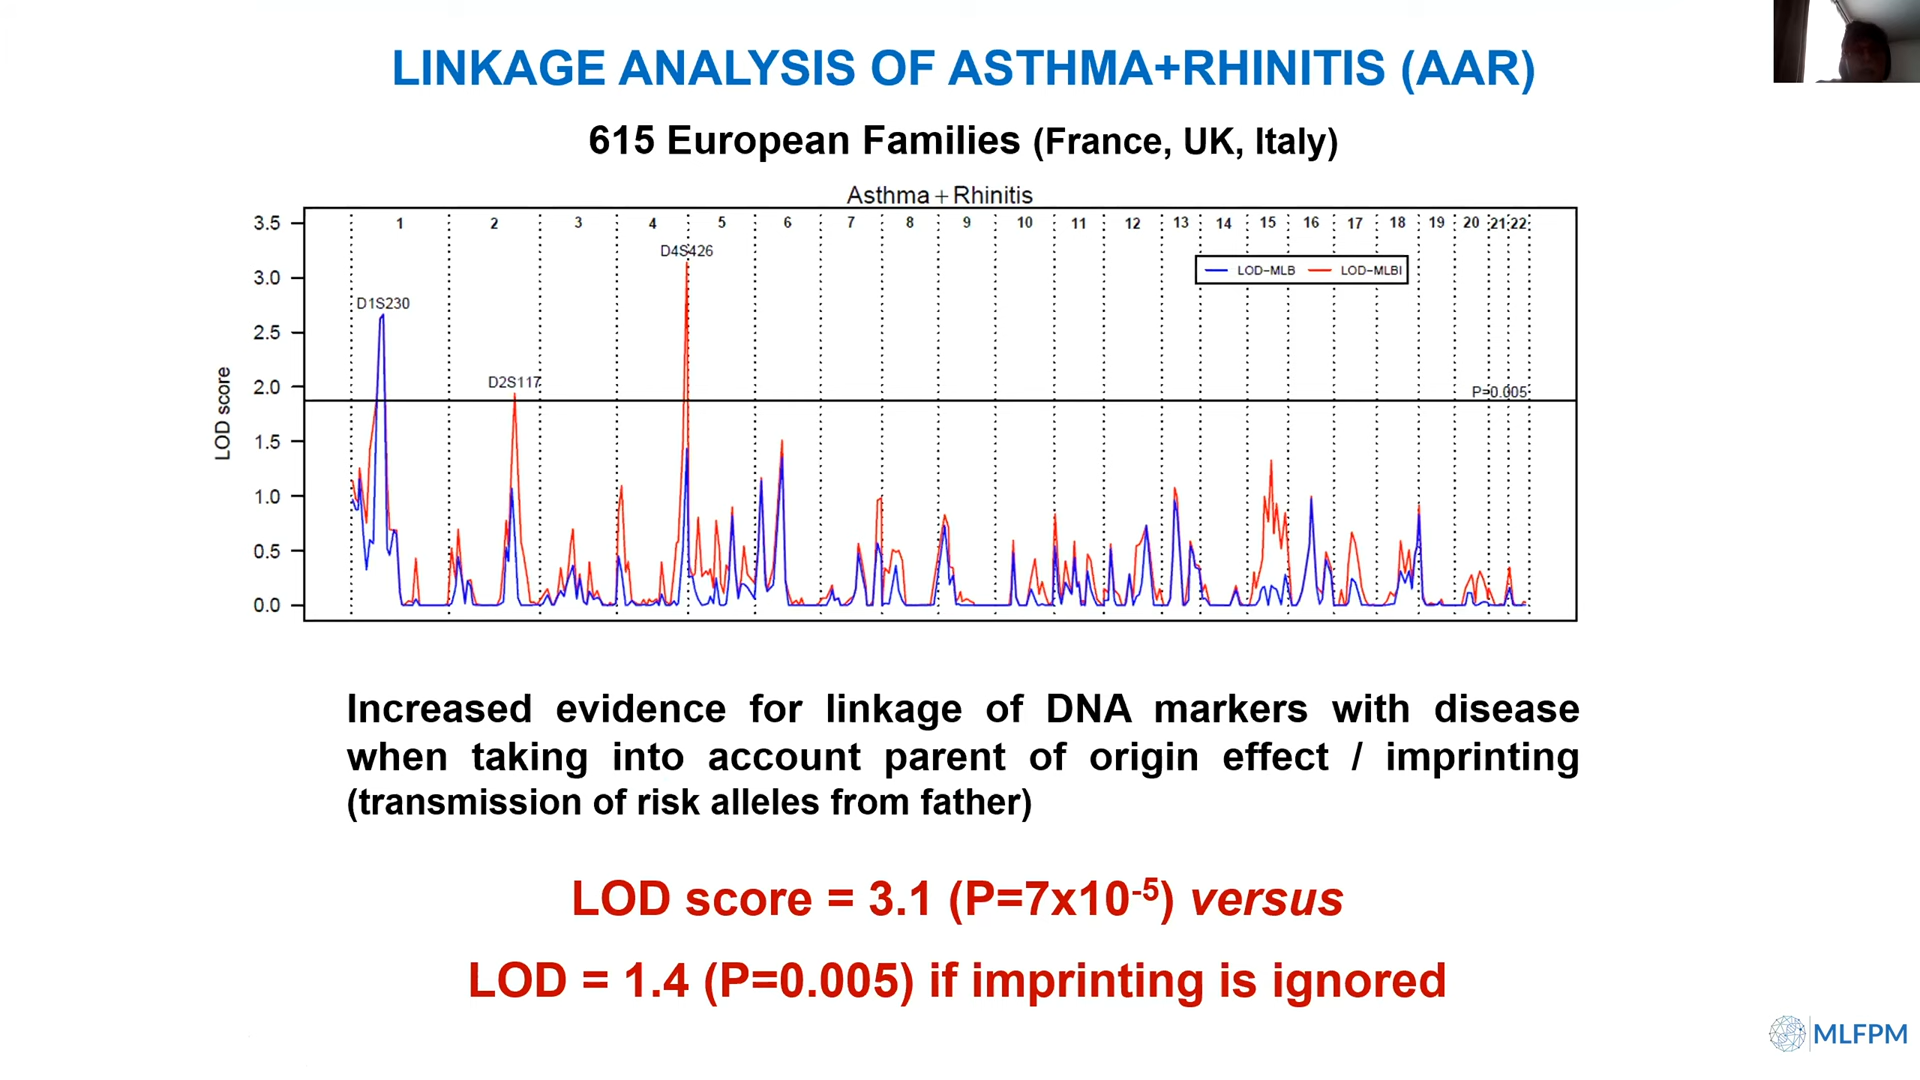 LINKAGE ANALYSIS OF ASTHMA+RHINITIS (AAR)
615 European Families (France, UK, Italy)
Asthma + Rhinitis
3.5
3.0
2.5
2.0
1.5
1.0
0.5
0.0
LOD score
1 2 3 4 5 6 7 8 9 10 11 12 13 14 15 16 17 18 19 20 21 22
D4S426
D1S230
D2S117
LOD-MLB LOD-MLBI
P=0.005
Increased evidence for linkage of DNA markers with disease
when taking into account parent of origin effect / imprinting
(transmission of risk alleles from father)
LOD score = 3.1 (P=7x10⁻⁵) versus
LOD = 1.4 (P=0.005) if imprinting is ignored
MLFPM